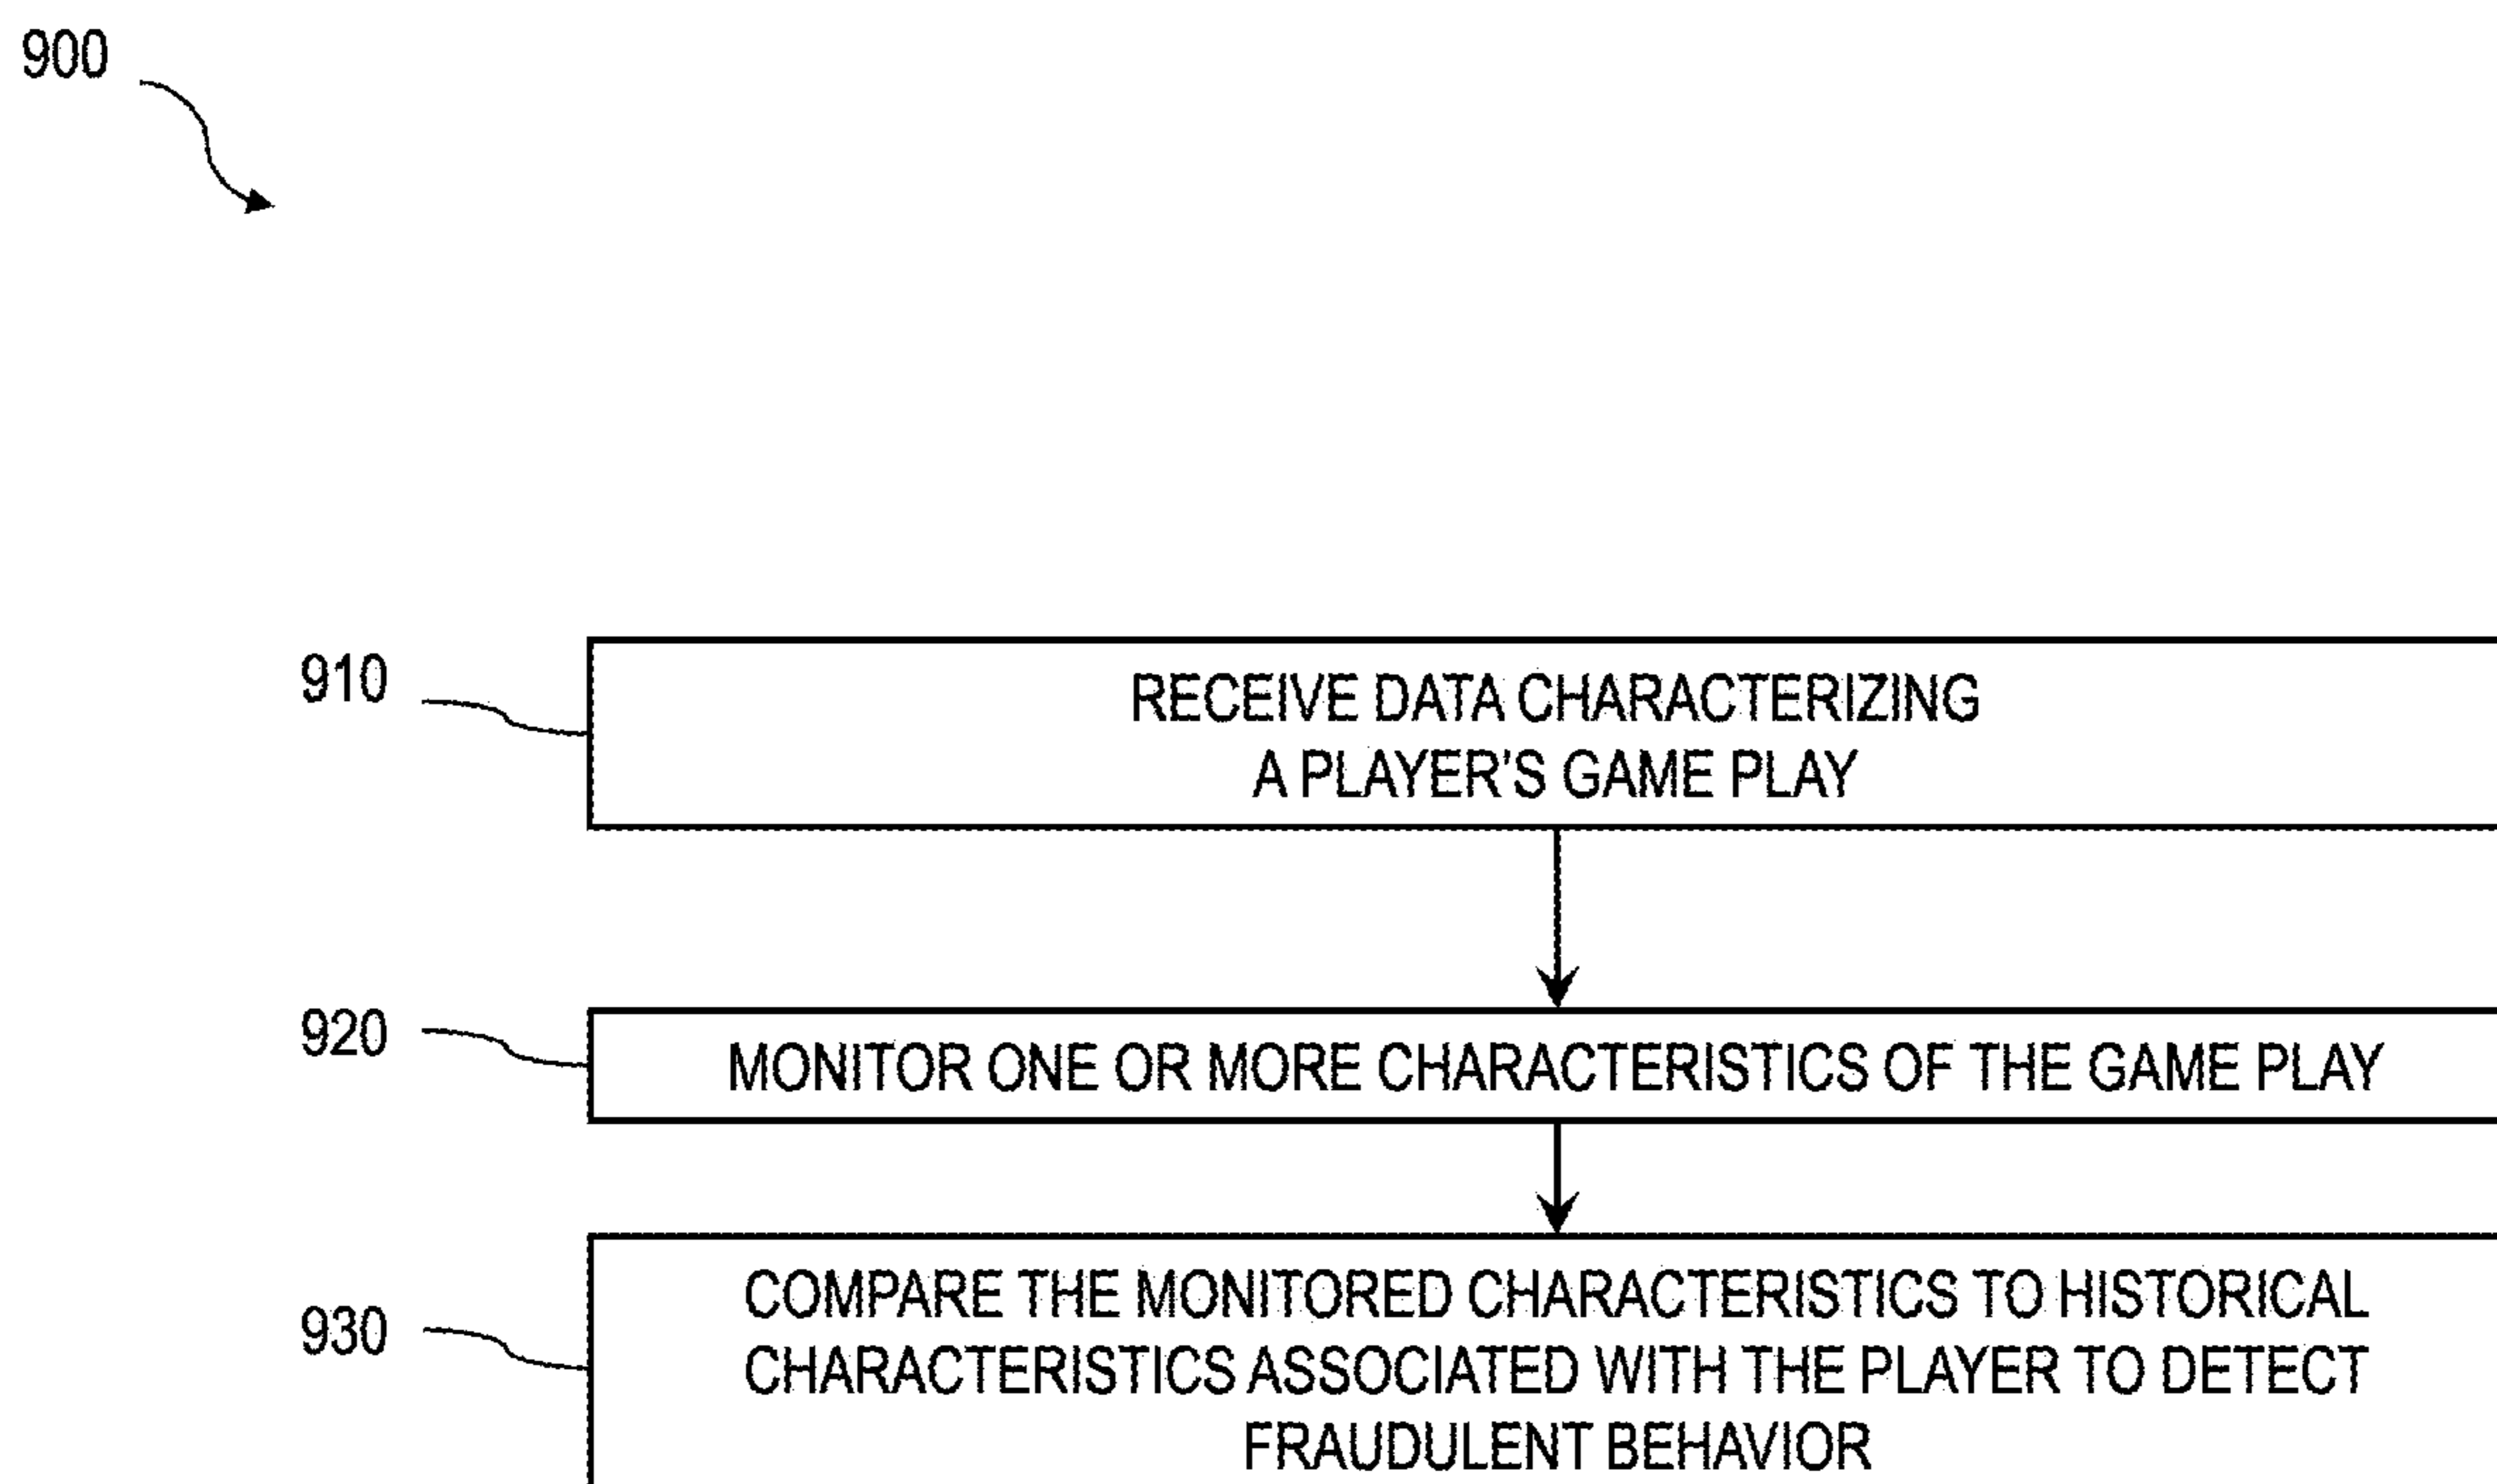 900
910
RECEIVE DATA CHARACTERIZING
A PLAYER'S GAME PLAY
920
MONITOR ONE OR MORE CHARACTERISTICS OF THE GAME PLAY
930
COMPARE THE MONITORED CHARACTERISTICS TO HISTORICAL
CHARACTERISTICS ASSOCIATED WITH THE PLAYER TO DETECT
FRAUDULENT BEHAVIOR